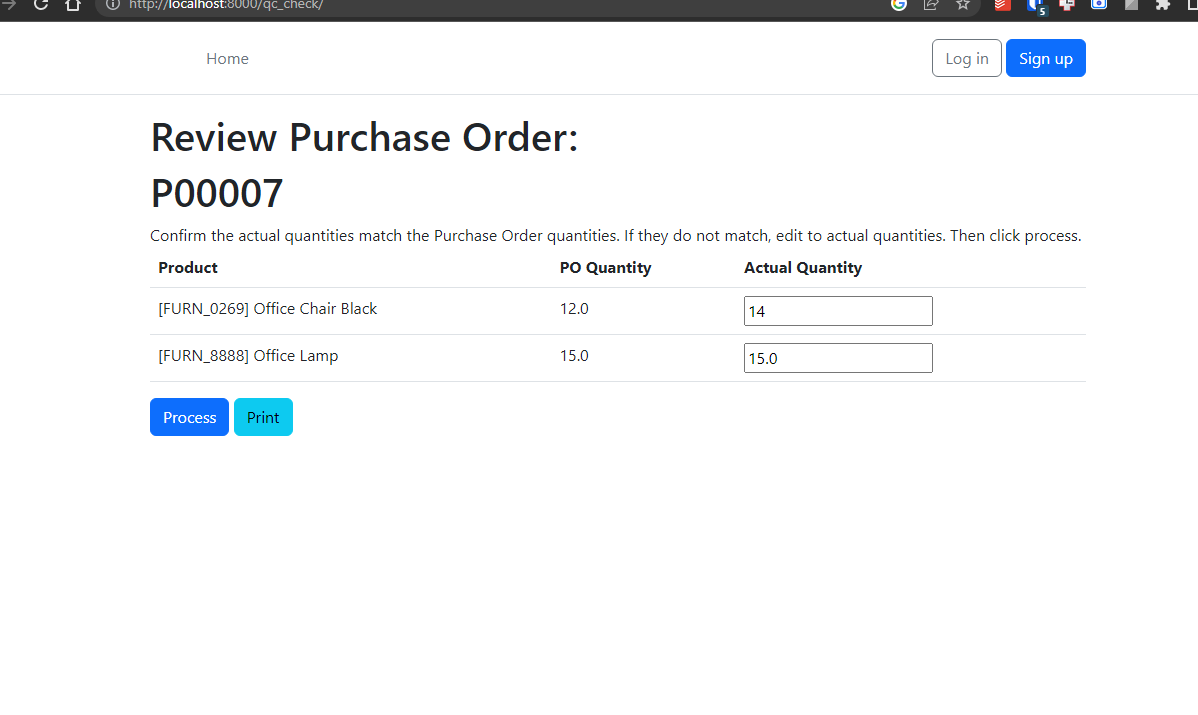 http://localhost:8000/qc_check/
5
Home
Log in
Sign up
Review Purchase Order:
P00007
Confirm the actual quantities match the Purchase Order quantities. If they do not match, edit to actual quantities. Then click process.
Product PO Quantity Actual Quantity
[FURN_0269] Office Chair Black 12.0 14
[FURN_8888] Office Lamp 15.0 15.0
Process Print